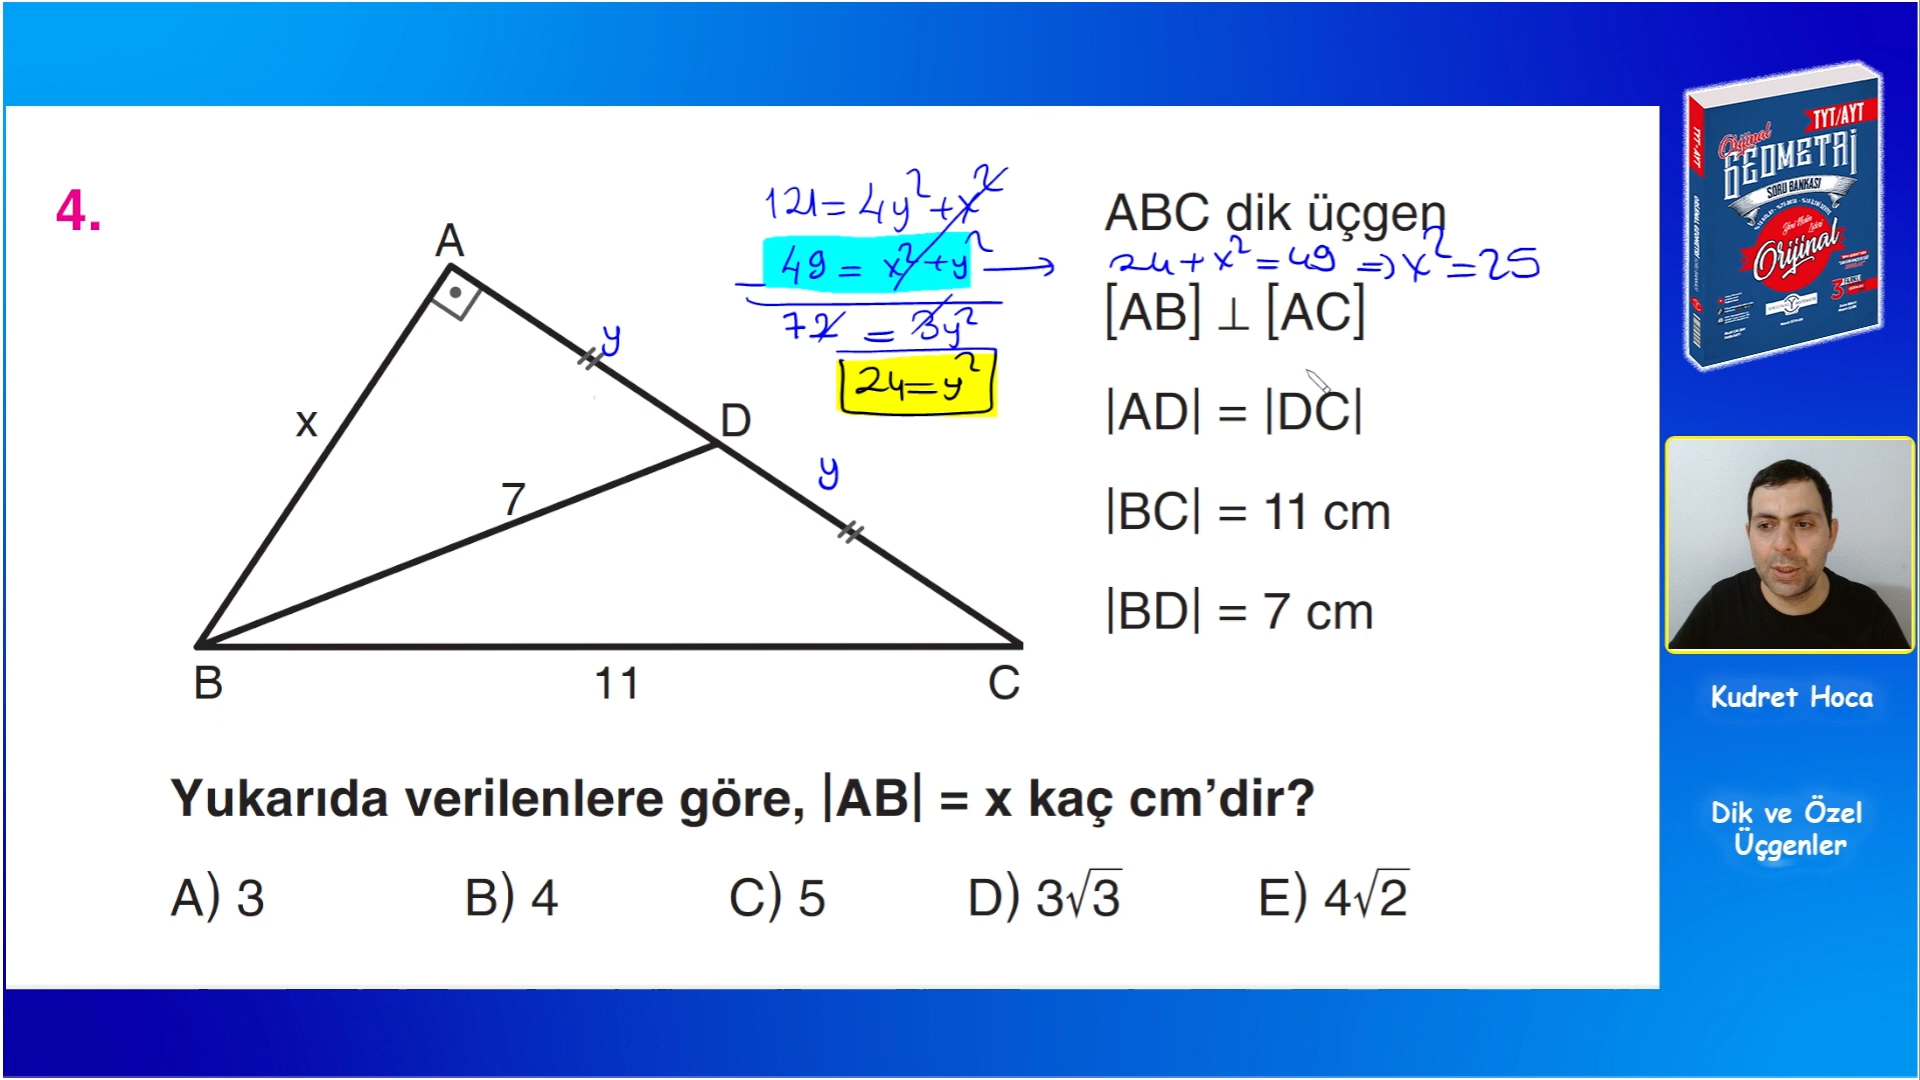 4.
A
x
y
D
y
7
B
11
C
121 = 4y² + x²
49 = x² + y²
72 = 3y²
24 = y²
ABC dik üçgen
24 + x² = 49 ⇒ x² = 25
[AB] ⊥ [AC]
|AD| = |DC|
|BC| = 11 cm
|BD| = 7 cm
Yukarıda verilenlere göre, |AB| = x kaç cm’dir?
A) 3 B) 4 C) 5 D) 3√3 E) 4√2
TYT/AYT
Orijinal
GEOMETRİ
SORU BANKASI
Orijinal
Kudret Hoca
Dik ve Özel
Üçgenler